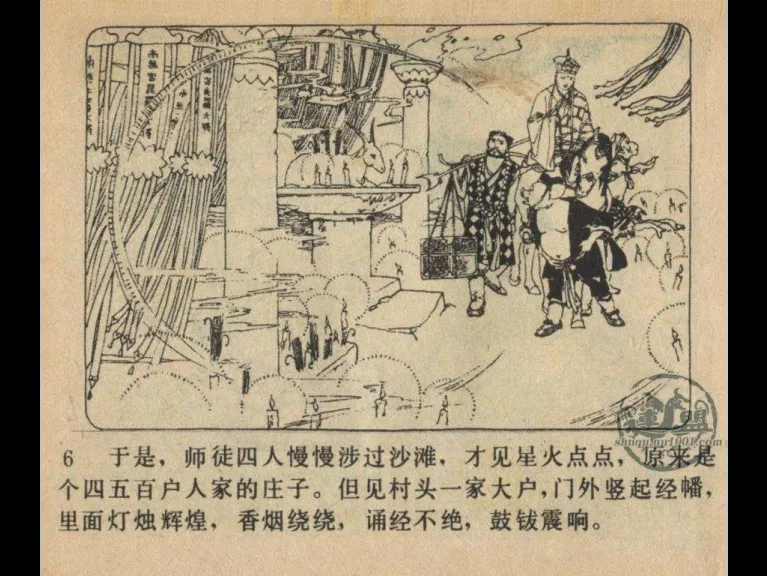 6 于是，师徒四人慢慢涉过沙滩，才见星火点点，原来是
个四五百户人家的庄子。但见村头一家大户，门外竖起经幡，
里面灯烛辉煌，香烟绕绕，诵经不绝，鼓钹震响。
shuquanr1001.com